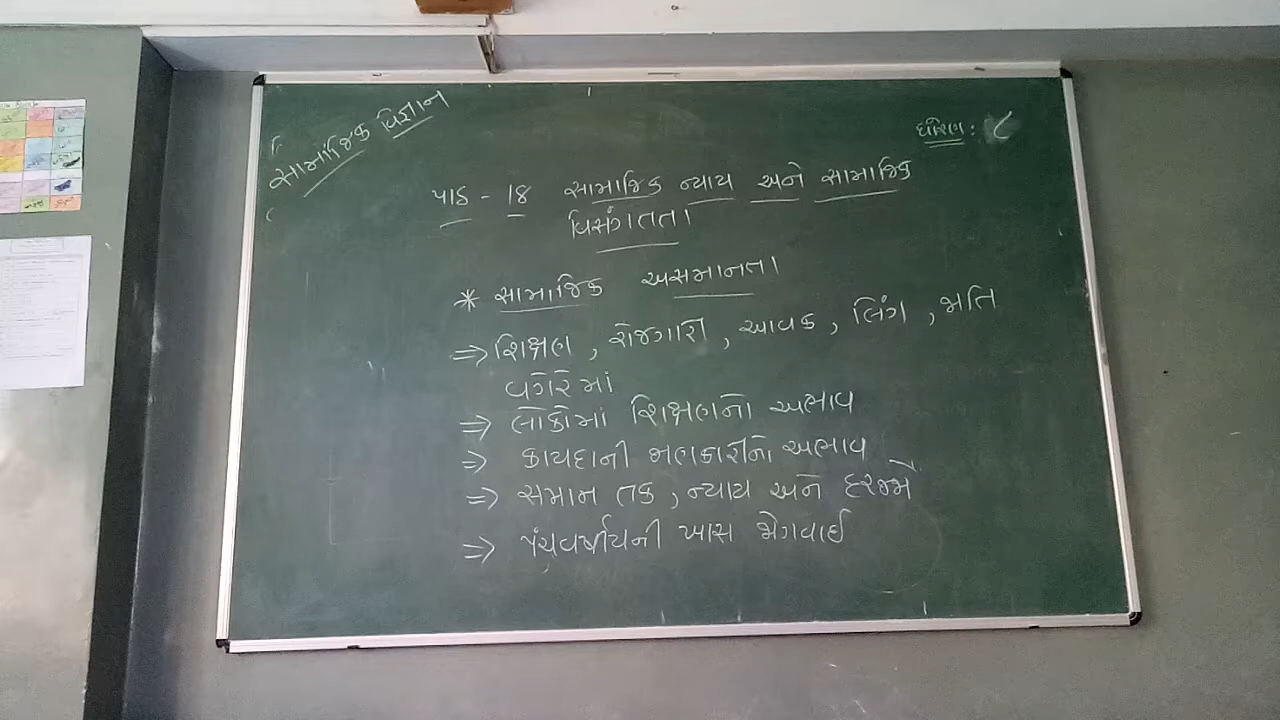 સામાજિક વિજ્ઞાન
ધોરણ : ૮
પાઠ - 18 સામાજિક ન્યાય અને સામાજિક
વિસંગતતા
* સામાજિક અસમાનતા
⇒ શિક્ષણ , રોજગારી , આવક , લિંગ , જાતિ
વગેરેમાં
⇒ લોકોમાં શિક્ષણનો અભાવ
⇒ કાયદાની જાણકારીનો અભાવ
⇒ સમાન તક , ન્યાય અને દરજ્જો
⇒ પંચવર્ષીયની ખાસ જોગવાઈ